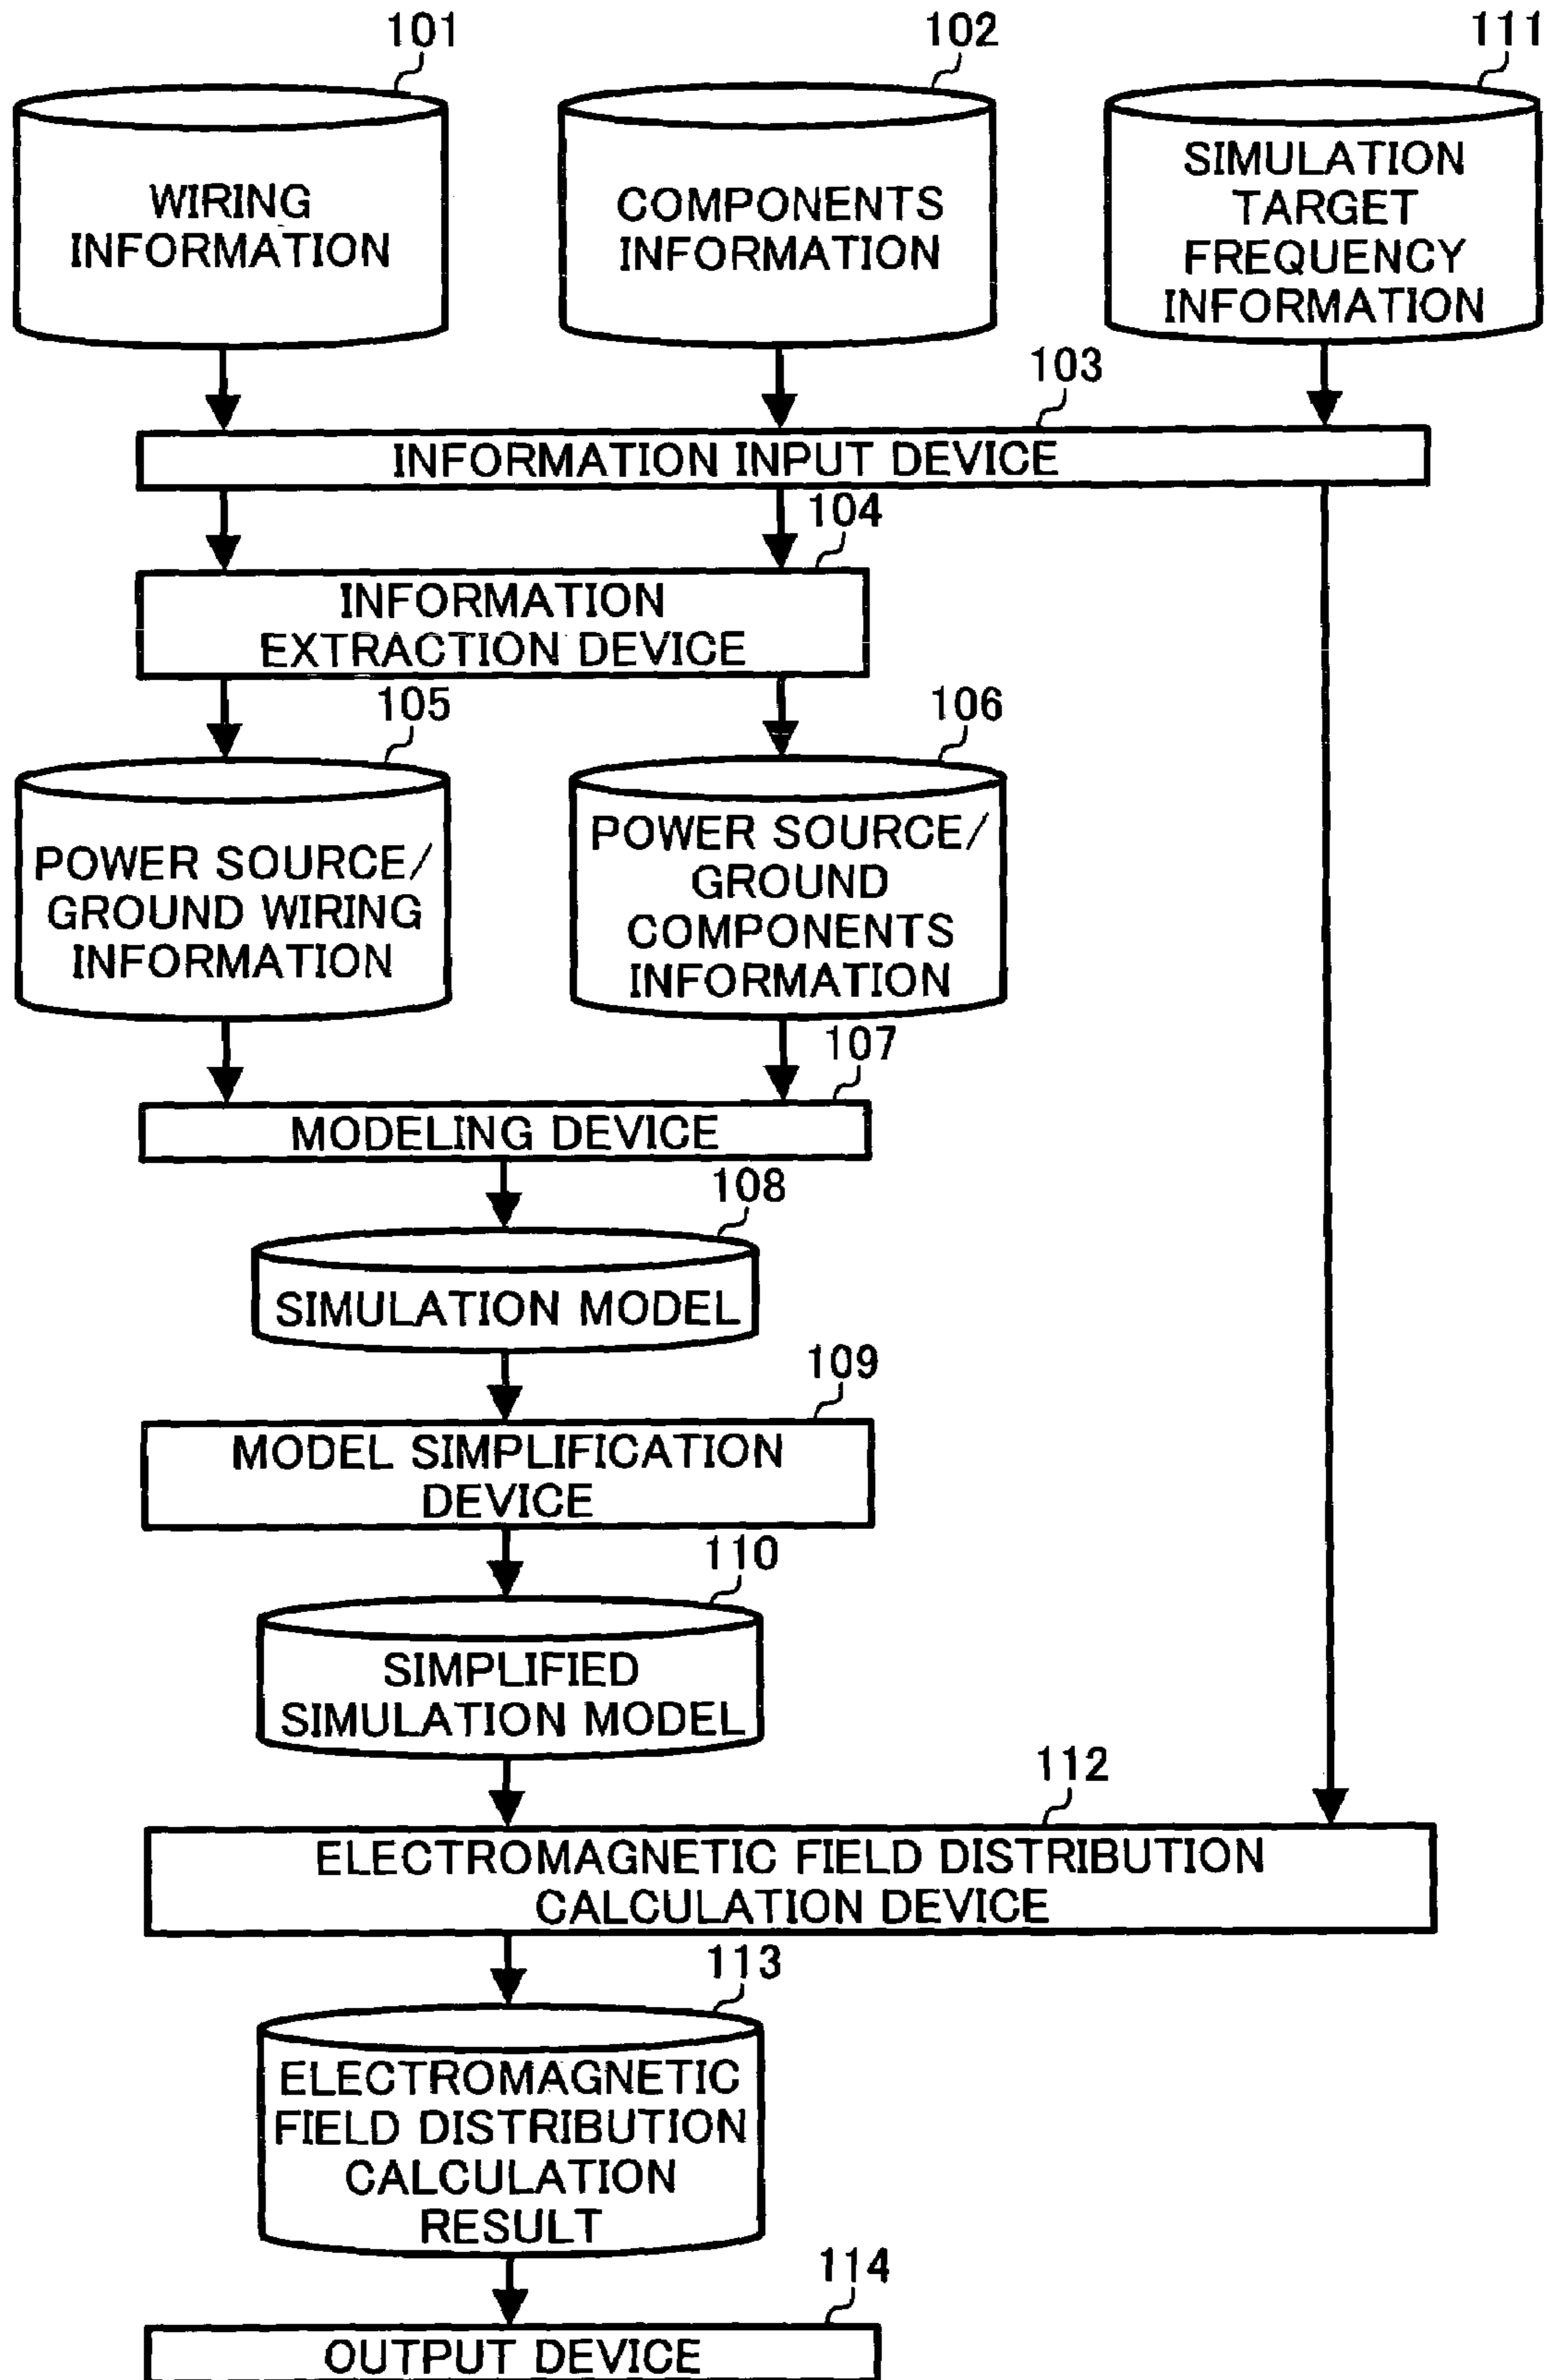 101
102
111
WIRING
INFORMATION
COMPONENTS
INFORMATION
SIMULATION
TARGET
FREQUENCY
INFORMATION
103
INFORMATION INPUT DEVICE
104
INFORMATION
EXTRACTION DEVICE
105
106
POWER SOURCE/
GROUND WIRING
INFORMATION
POWER SOURCE/
GROUND
COMPONENTS
INFORMATION
107
MODELING DEVICE
108
SIMULATION MODEL
109
MODEL SIMPLIFICATION
DEVICE
110
SIMPLIFIED
SIMULATION MODEL
112
ELECTROMAGNETIC FIELD DISTRIBUTION
CALCULATION DEVICE
113
ELECTROMAGNETIC
FIELD DISTRIBUTION
CALCULATION
RESULT
114
OUTPUT DEVICE